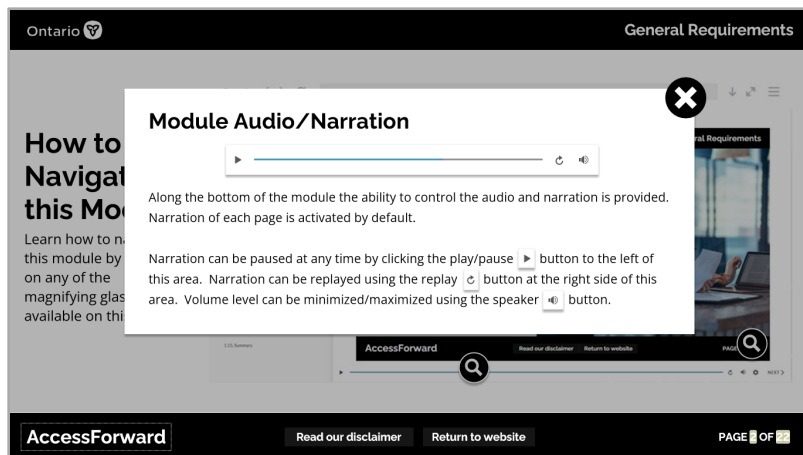 Ontario
General Requirements
Module Audio/Narration
Along the bottom of the module the ability to control the audio and narration is provided.
Narration of each page is activated by default.
Narration can be paused at any time by clicking the play/pause button to the left of
this area. Narration can be replayed using the replay button at the right side of this
area. Volume level can be minimized/maximized using the speaker button.
How to
Navigat
this Mo
Learn how to na
this module by
on any of the
magnifying glas
available on thi
ral Requirements
1.15. Summary
AccessForward
Read our disclaimer
Return to website
PAGE
NEXT
AccessForward
Read our disclaimer
Return to website
PAGE 2 OF 22